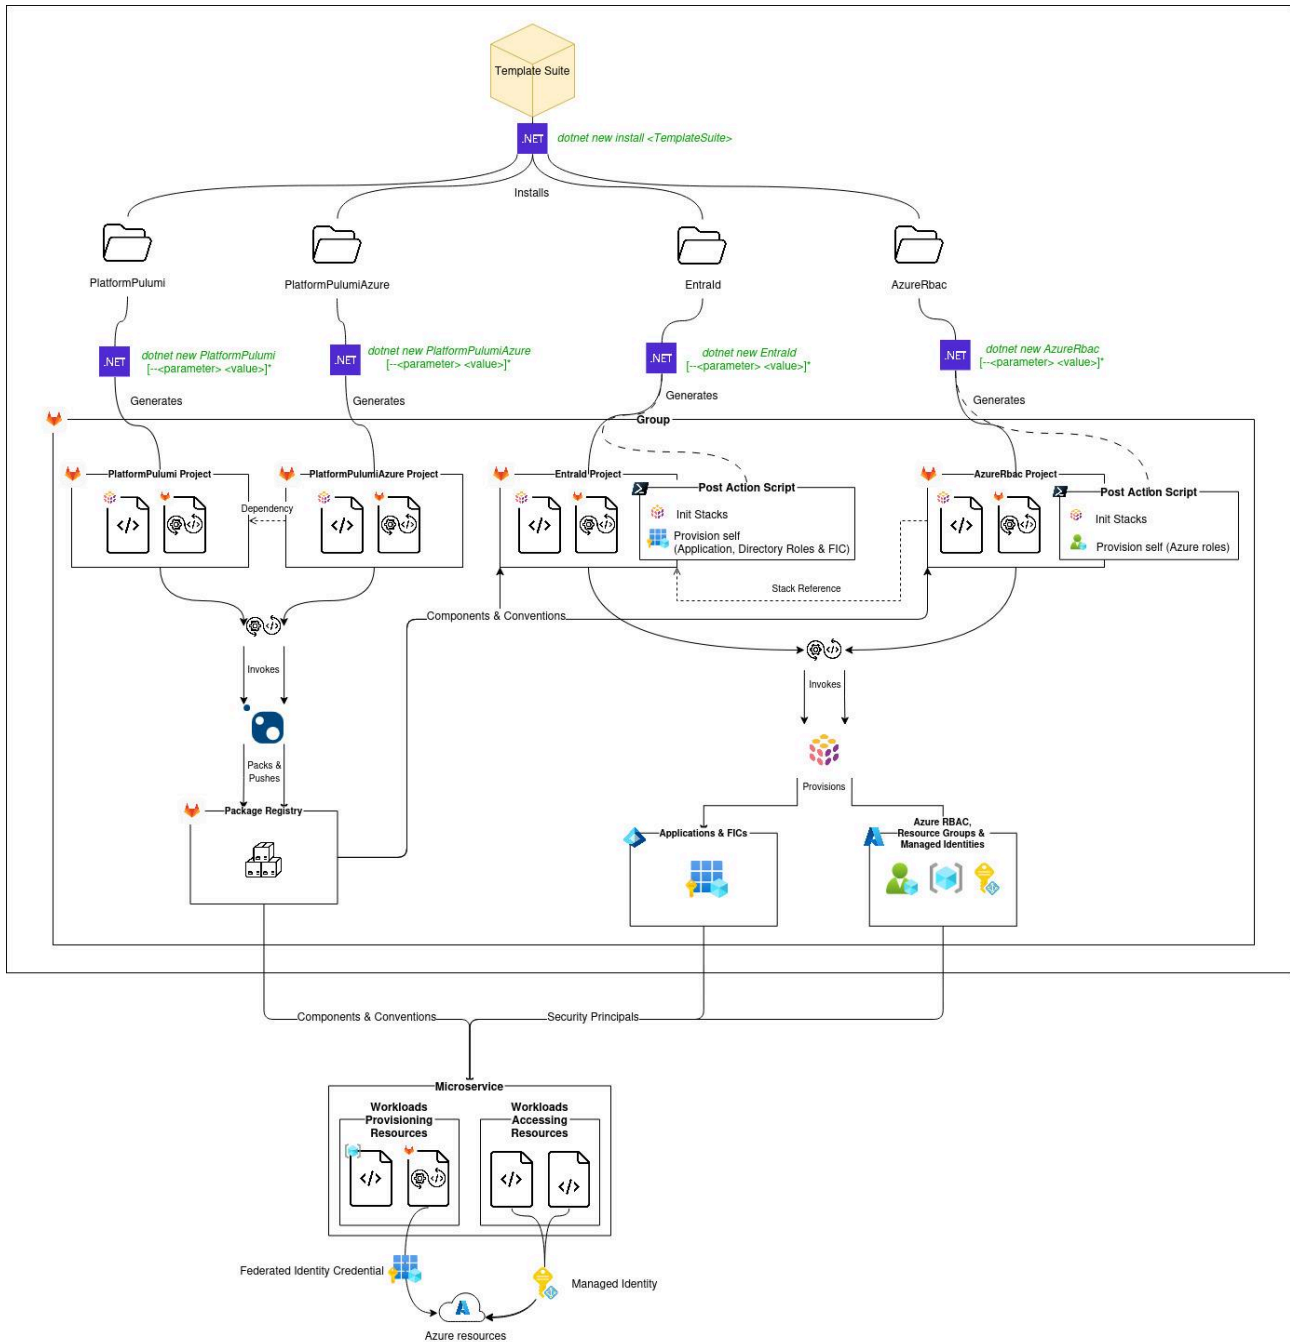 Template Suite
.NET
dotnet new install <TemplateSuite>
Installs
PlatformPulumi
PlatformPulumiAzure
EntraId
AzureRbac
.NET
dotnet new PlatformPulumi
[--<parameter> <value>]*
.NET
dotnet new PlatformPulumiAzure
[--<parameter> <value>]*
.NET
dotnet new EntraId
[--<parameter> <value>]*
.NET
dotnet new AzureRbac
[--<parameter> <value>]*
Generates
Generates
Generates
Generates
Group
PlatformPulumi Project
</>
Dependency
PlatformPulumiAzure Project
</>
EntraId Project
</>
Post Action Script
Init Stacks
Provision self
(Application, Directory Roles & FIC)
AzureRbac Project
</>
Post Action Script
Init Stacks
Provision self (Azure roles)
Stack Reference
Components & Conventions
Invokes
Invokes
Packs &
Pushes
Provisions
Package Registry
Applications & FICs
Azure RBAC,
Resource Groups &
Managed Identities
Components & Conventions
Security Principals
Microservice
Workloads
Provisioning
Resources
</>
</>
Workloads
Accessing
Resources
</>
</>
Federated Identity Credential
Managed Identity
Azure resources